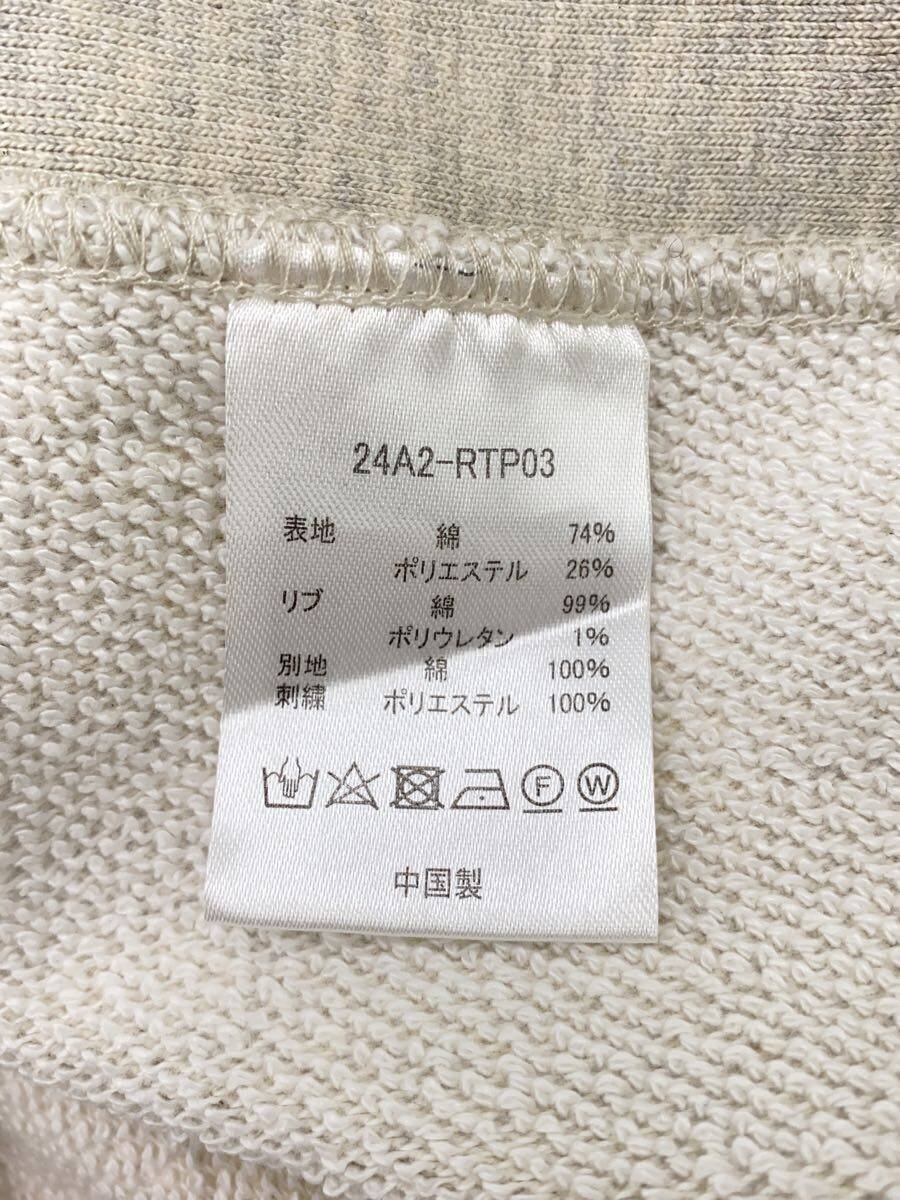 24A2-RTP03
表地 綿 74%
ポリエステル 26%
リブ 綿 99%
ポリウレタン 1%
別地 綿 100%
刺繍 ポリエステル 100%
F W
中国製